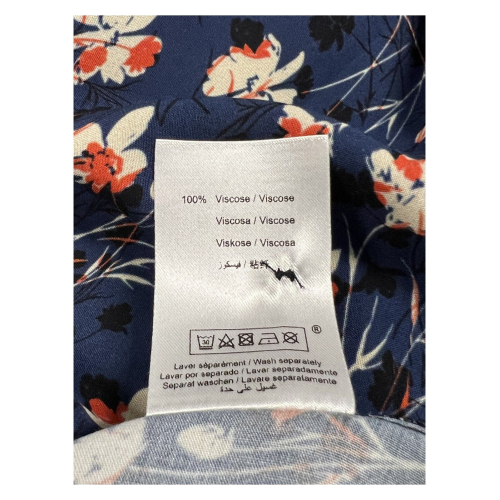 100% Viscose / Viscose
Viscosa / Viscose
Viskose / Viscosa
فيسكوز /
30
®
Laver séparément / Wash separately
Lavar por separado / Lavar separadamente
Separat waschen / Lavare separatamente
غسيل على حدة